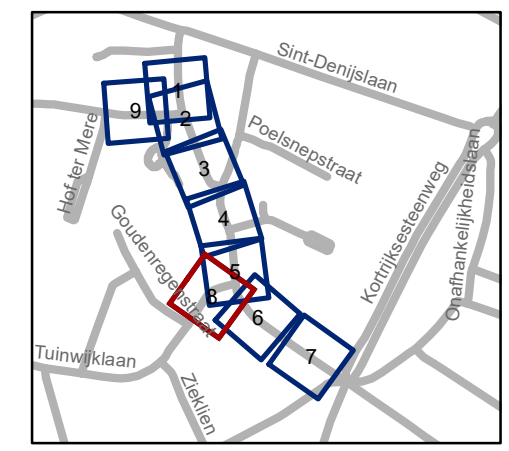 Sint-Denijslaan
1
9
2
Poelsnepstraat
Hof ter Mere
3
Kortrijksesteenweg
Onafhankelijkheidslaan
4
Goudenregenstraat
5
8
6
7
Tuinwijklaan
Zieklien